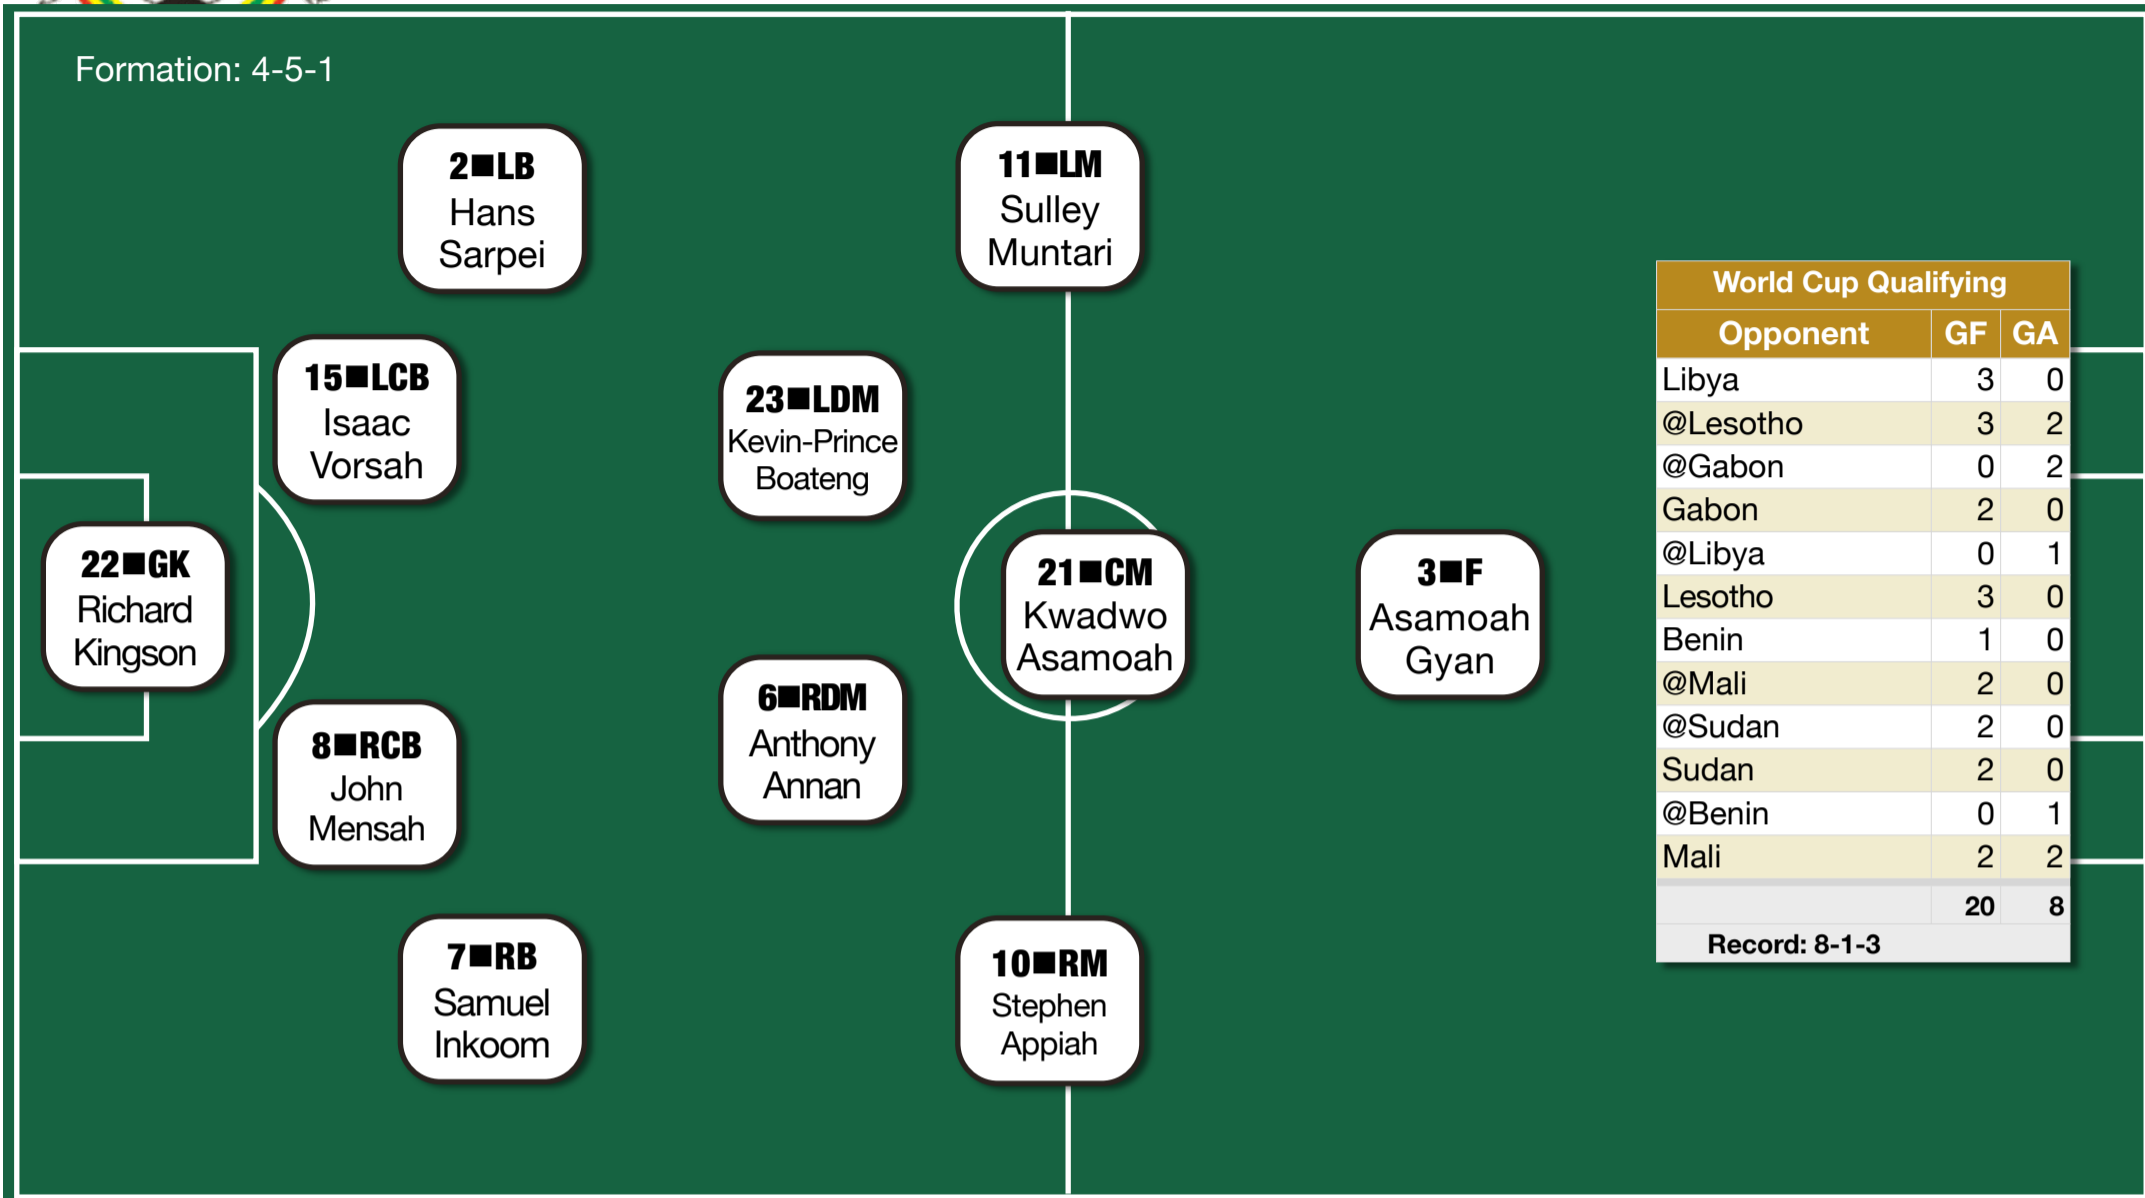 Formation: 4-5-1
2■LB
Hans
Sarpei
11■LM
Sulley
Muntari
15■LCB
Isaac
Vorsah
23■LDM
Kevin-Prince
Boateng
22■GK
Richard
Kingson
21■CM
Kwadwo
Asamoah
3■F
Asamoah
Gyan
8■RCB
John
Mensah
6■RDM
Anthony
Annan
7■RB
Samuel
Inkoom
10■RM
Stephen
Appiah
World Cup Qualifying
Opponent GF GA
Libya 3 0
@Lesotho 3 2
@Gabon 0 2
Gabon 2 0
@Libya 0 1
Lesotho 3 0
Benin 1 0
@Mali 2 0
@Sudan 2 0
Sudan 2 0
@Benin 0 1
Mali 2 2
20 8
Record: 8-1-3